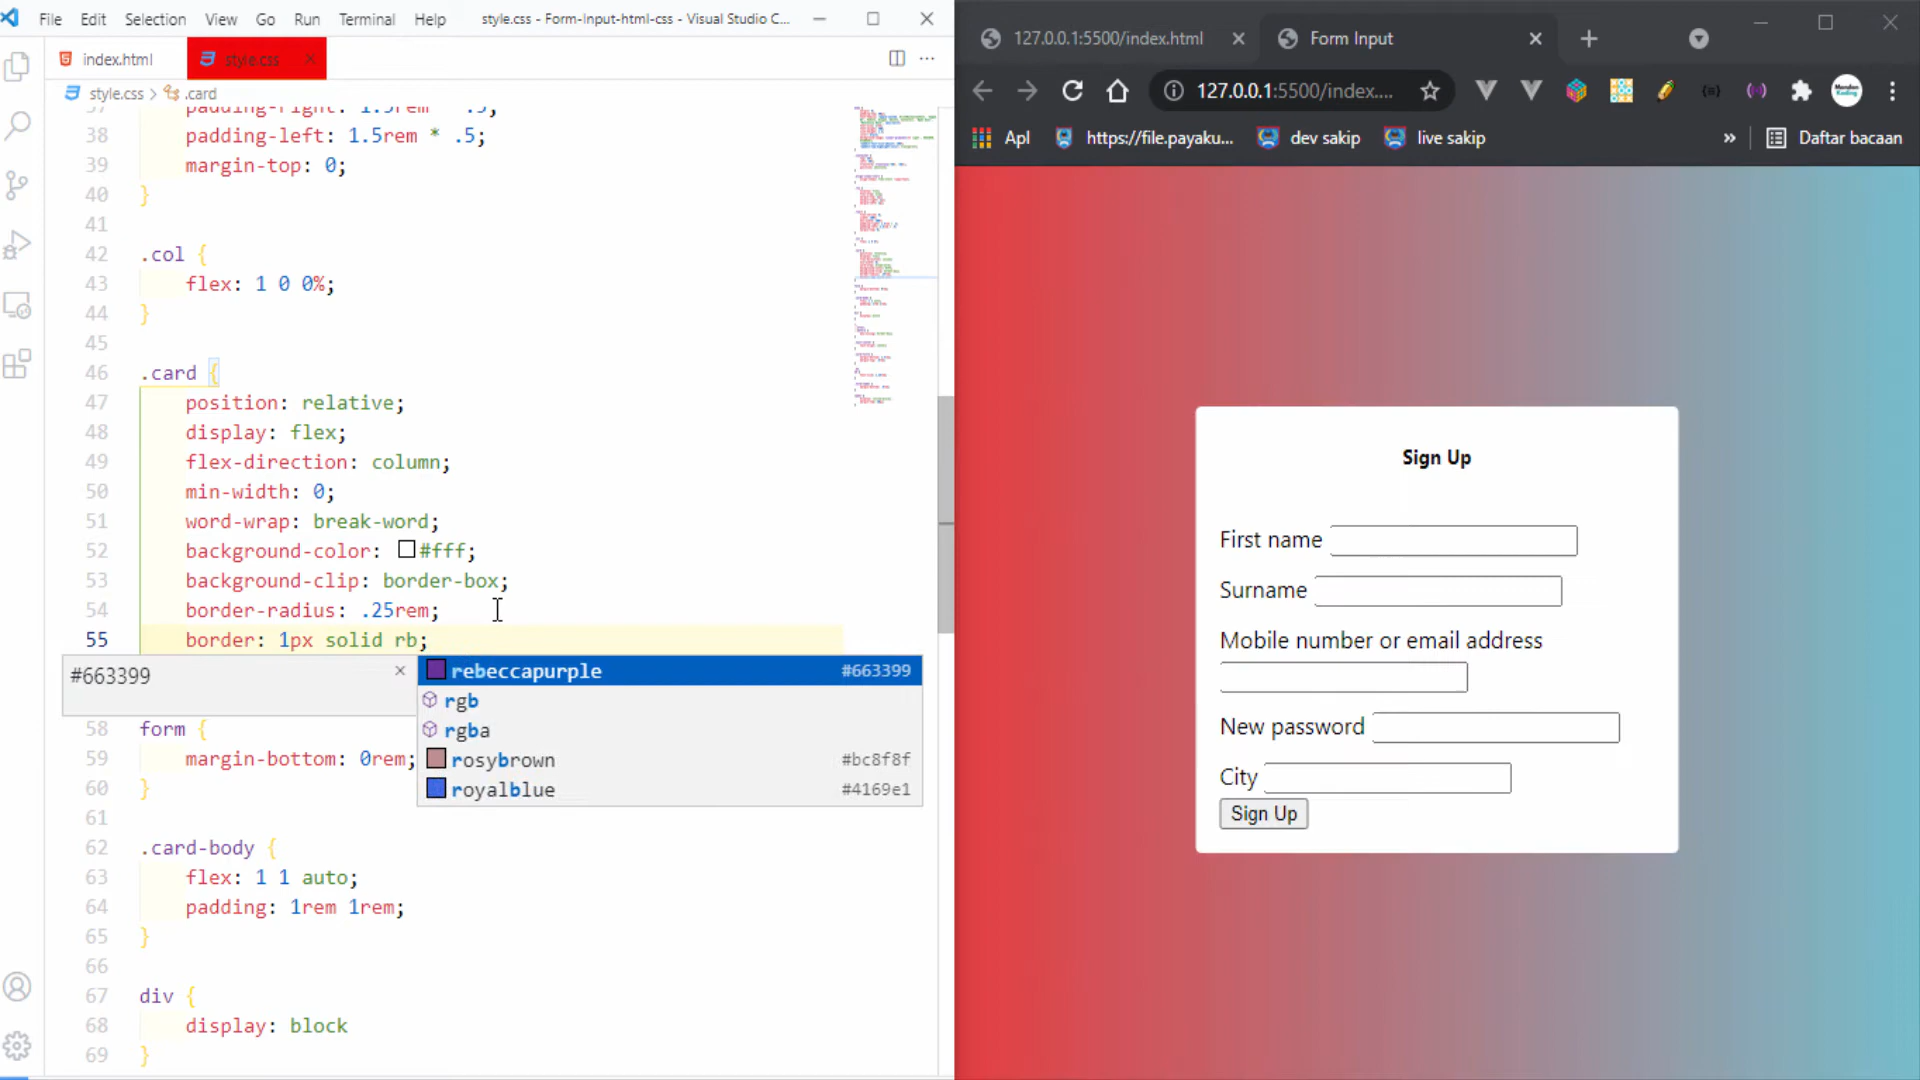 File Edit Selection View Go Run Terminal Help style.css - Form-Input-html-css - Visual Studio C...
index.html style.css
style.css > .card
37 padding-right: 1.5rem * .5;
38 padding-left: 1.5rem * .5;
39 margin-top: 0;
40 }
41
42 .col {
43 flex: 1 0 0%;
44 }
45
46 .card {
47 position: relative;
48 display: flex;
49 flex-direction: column;
50 min-width: 0;
51 word-wrap: break-word;
52 background-color: #fff;
53 background-clip: border-box;
54 border-radius: .25rem;
55 border: 1px solid rb;
#663399
rebeccapurple #663399
rgb
rgba
rosybrown #bc8f8f
royalblue #4169e1
58 form {
59 margin-bottom: 0rem;
60 }
61
62 .card-body {
63 flex: 1 1 auto;
64 padding: 1rem 1rem;
65 }
66
67 div {
68 display: block
69 }
127.0.0.1:5500/index.html Form Input
127.0.0.1:5500/index....
Apl https://file.payaku... dev sakip live sakip » Daftar bacaan
Sign Up
First name
Surname
Mobile number or email address
New password
City
Sign Up